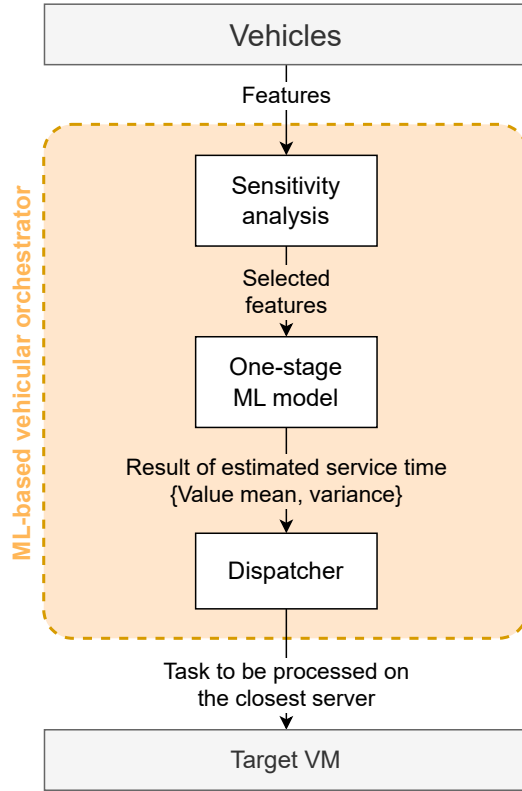 Vehicles
Features
ML-based vehicular orchestrator
Sensitivity
analysis
Selected
features
One-stage
ML model
Result of estimated service time
{Value mean, variance}
Dispatcher
Task to be processed on
the closest server
Target VM